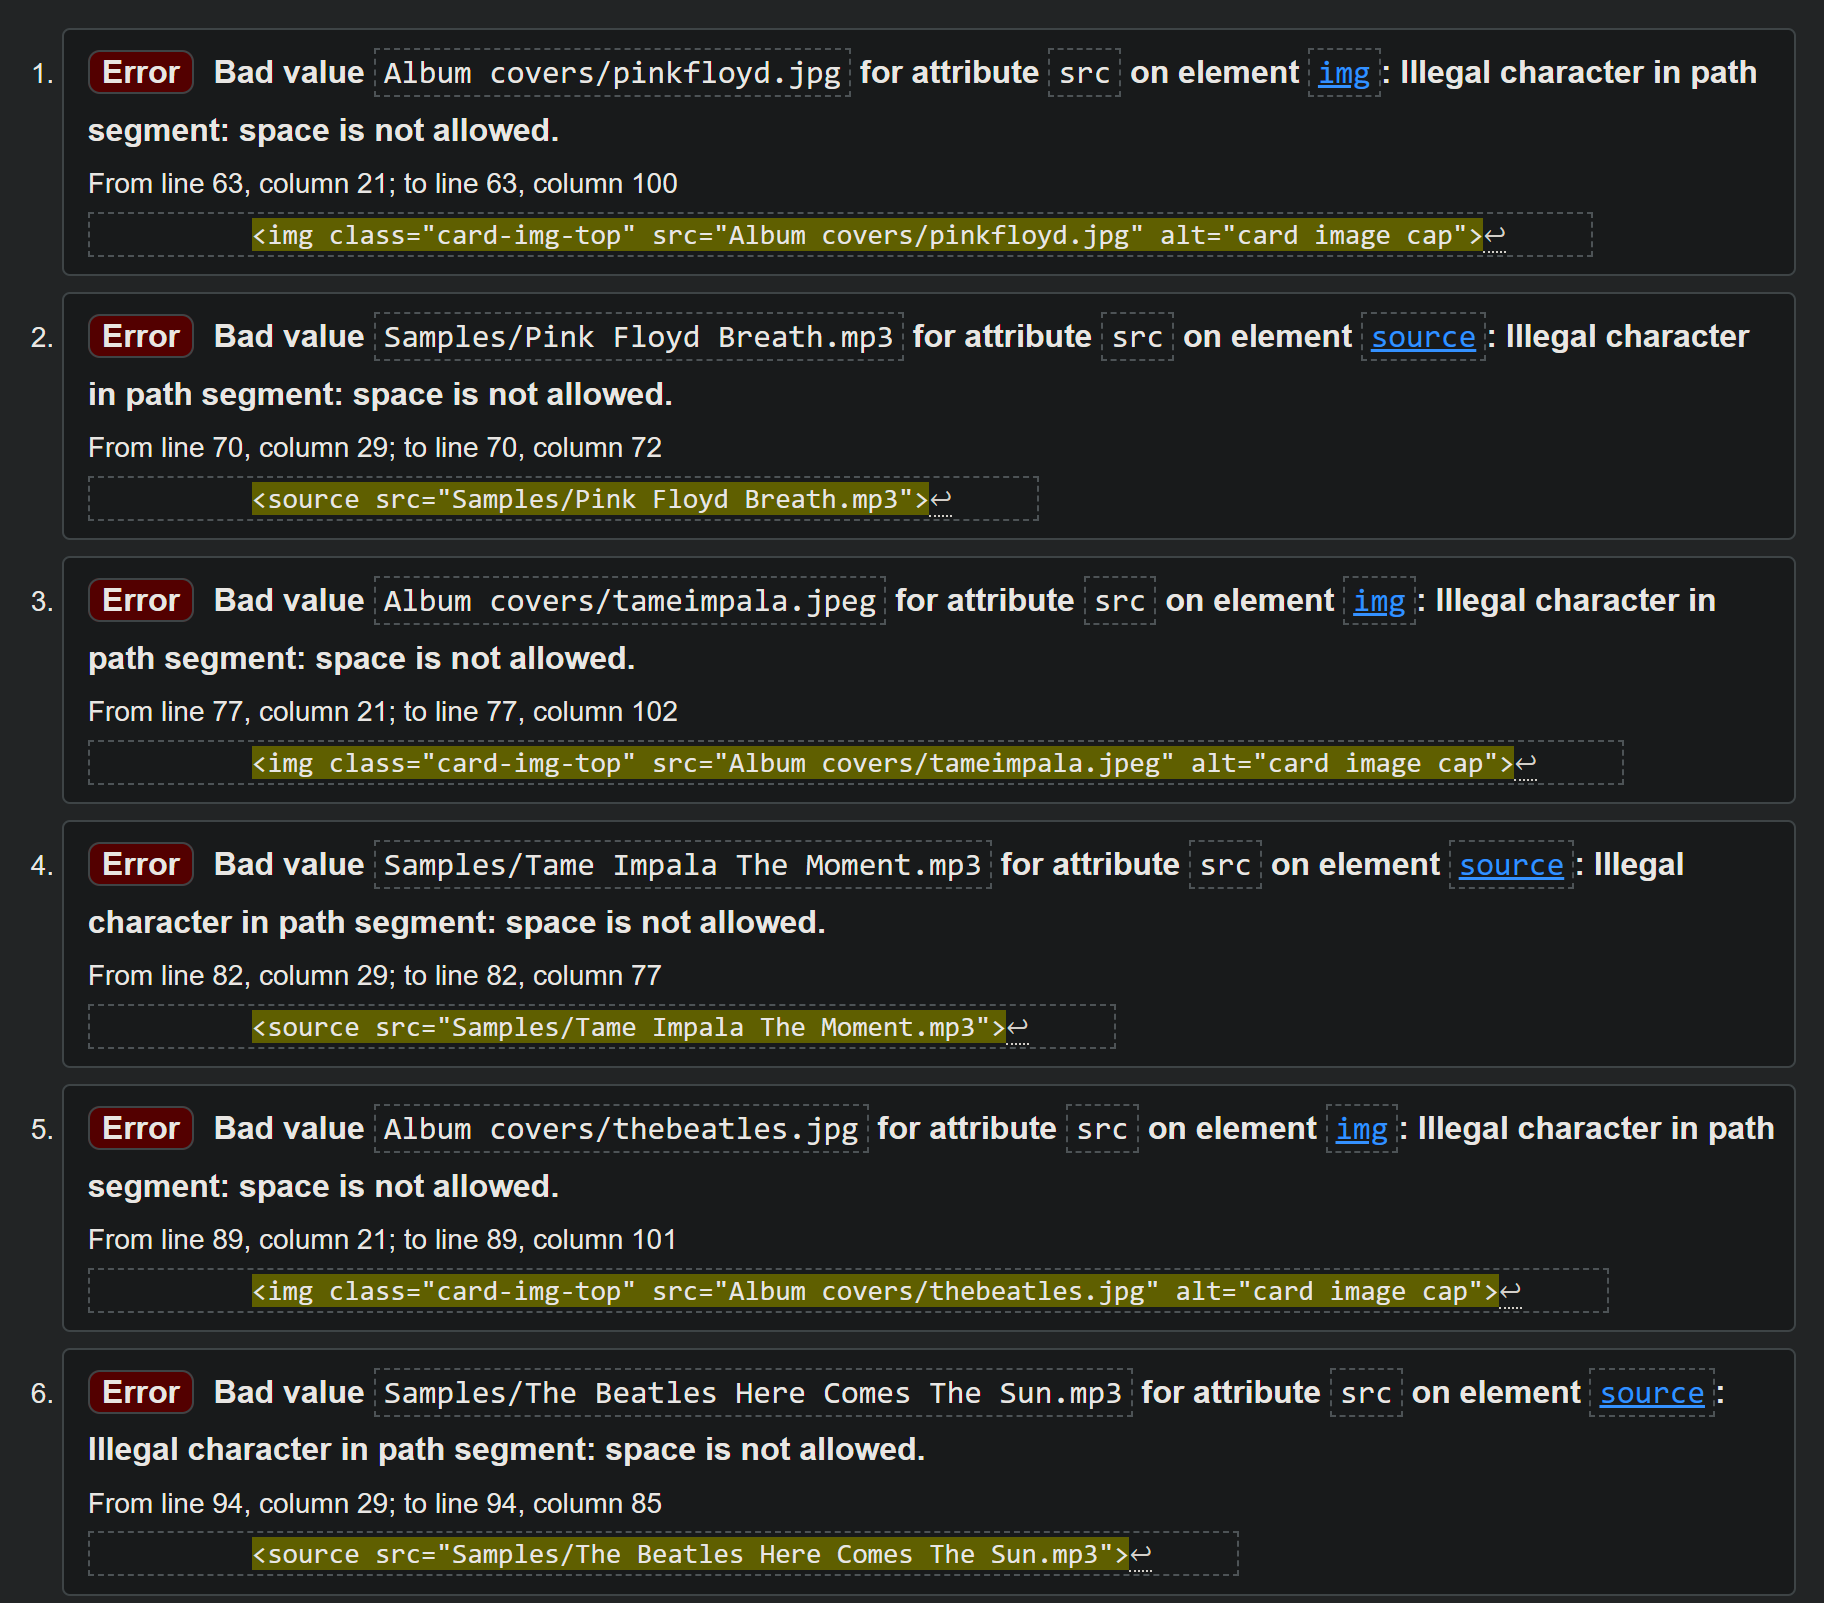 1. Error Bad value Album covers/pinkfloyd.jpg for attribute src on element img: Illegal character in path
segment: space is not allowed.
From line 63, column 21; to line 63, column 100
<img class="card-img-top" src="Album covers/pinkfloyd.jpg" alt="card image cap">↩
2. Error Bad value Samples/Pink Floyd Breath.mp3 for attribute src on element source: Illegal character
in path segment: space is not allowed.
From line 70, column 29; to line 70, column 72
<source src="Samples/Pink Floyd Breath.mp3">↩
3. Error Bad value Album covers/tameimpala.jpeg for attribute src on element img: Illegal character in
path segment: space is not allowed.
From line 77, column 21; to line 77, column 102
<img class="card-img-top" src="Album covers/tameimpala.jpeg" alt="card image cap">↩
4. Error Bad value Samples/Tame Impala The Moment.mp3 for attribute src on element source: Illegal
character in path segment: space is not allowed.
From line 82, column 29; to line 82, column 77
<source src="Samples/Tame Impala The Moment.mp3">↩
5. Error Bad value Album covers/thebeatles.jpg for attribute src on element img: Illegal character in path
segment: space is not allowed.
From line 89, column 21; to line 89, column 101
<img class="card-img-top" src="Album covers/thebeatles.jpg" alt="card image cap">↩
6. Error Bad value Samples/The Beatles Here Comes The Sun.mp3 for attribute src on element source:
Illegal character in path segment: space is not allowed.
From line 94, column 29; to line 94, column 85
<source src="Samples/The Beatles Here Comes The Sun.mp3">↩